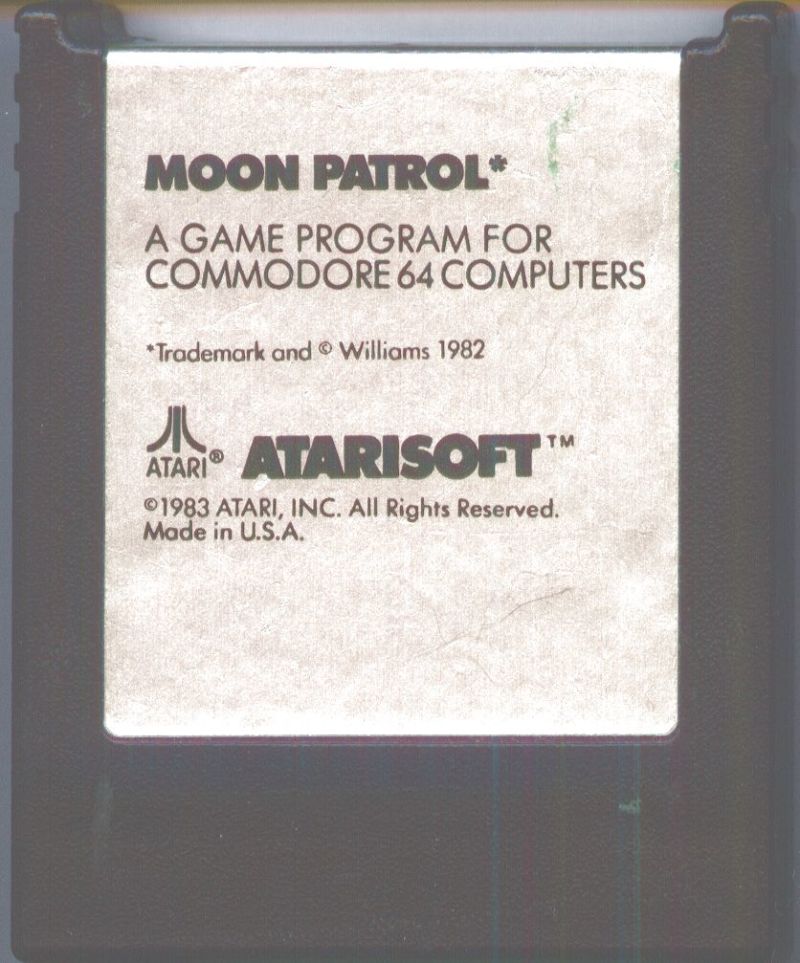 MOON PATROL*
A GAME PROGRAM FOR
COMMODORE 64 COMPUTERS
*Trademark and © Williams 1982
ATARI® ATARISOFT™
©1983 ATARI, INC. All Rights Reserved.
Made in U.S.A.